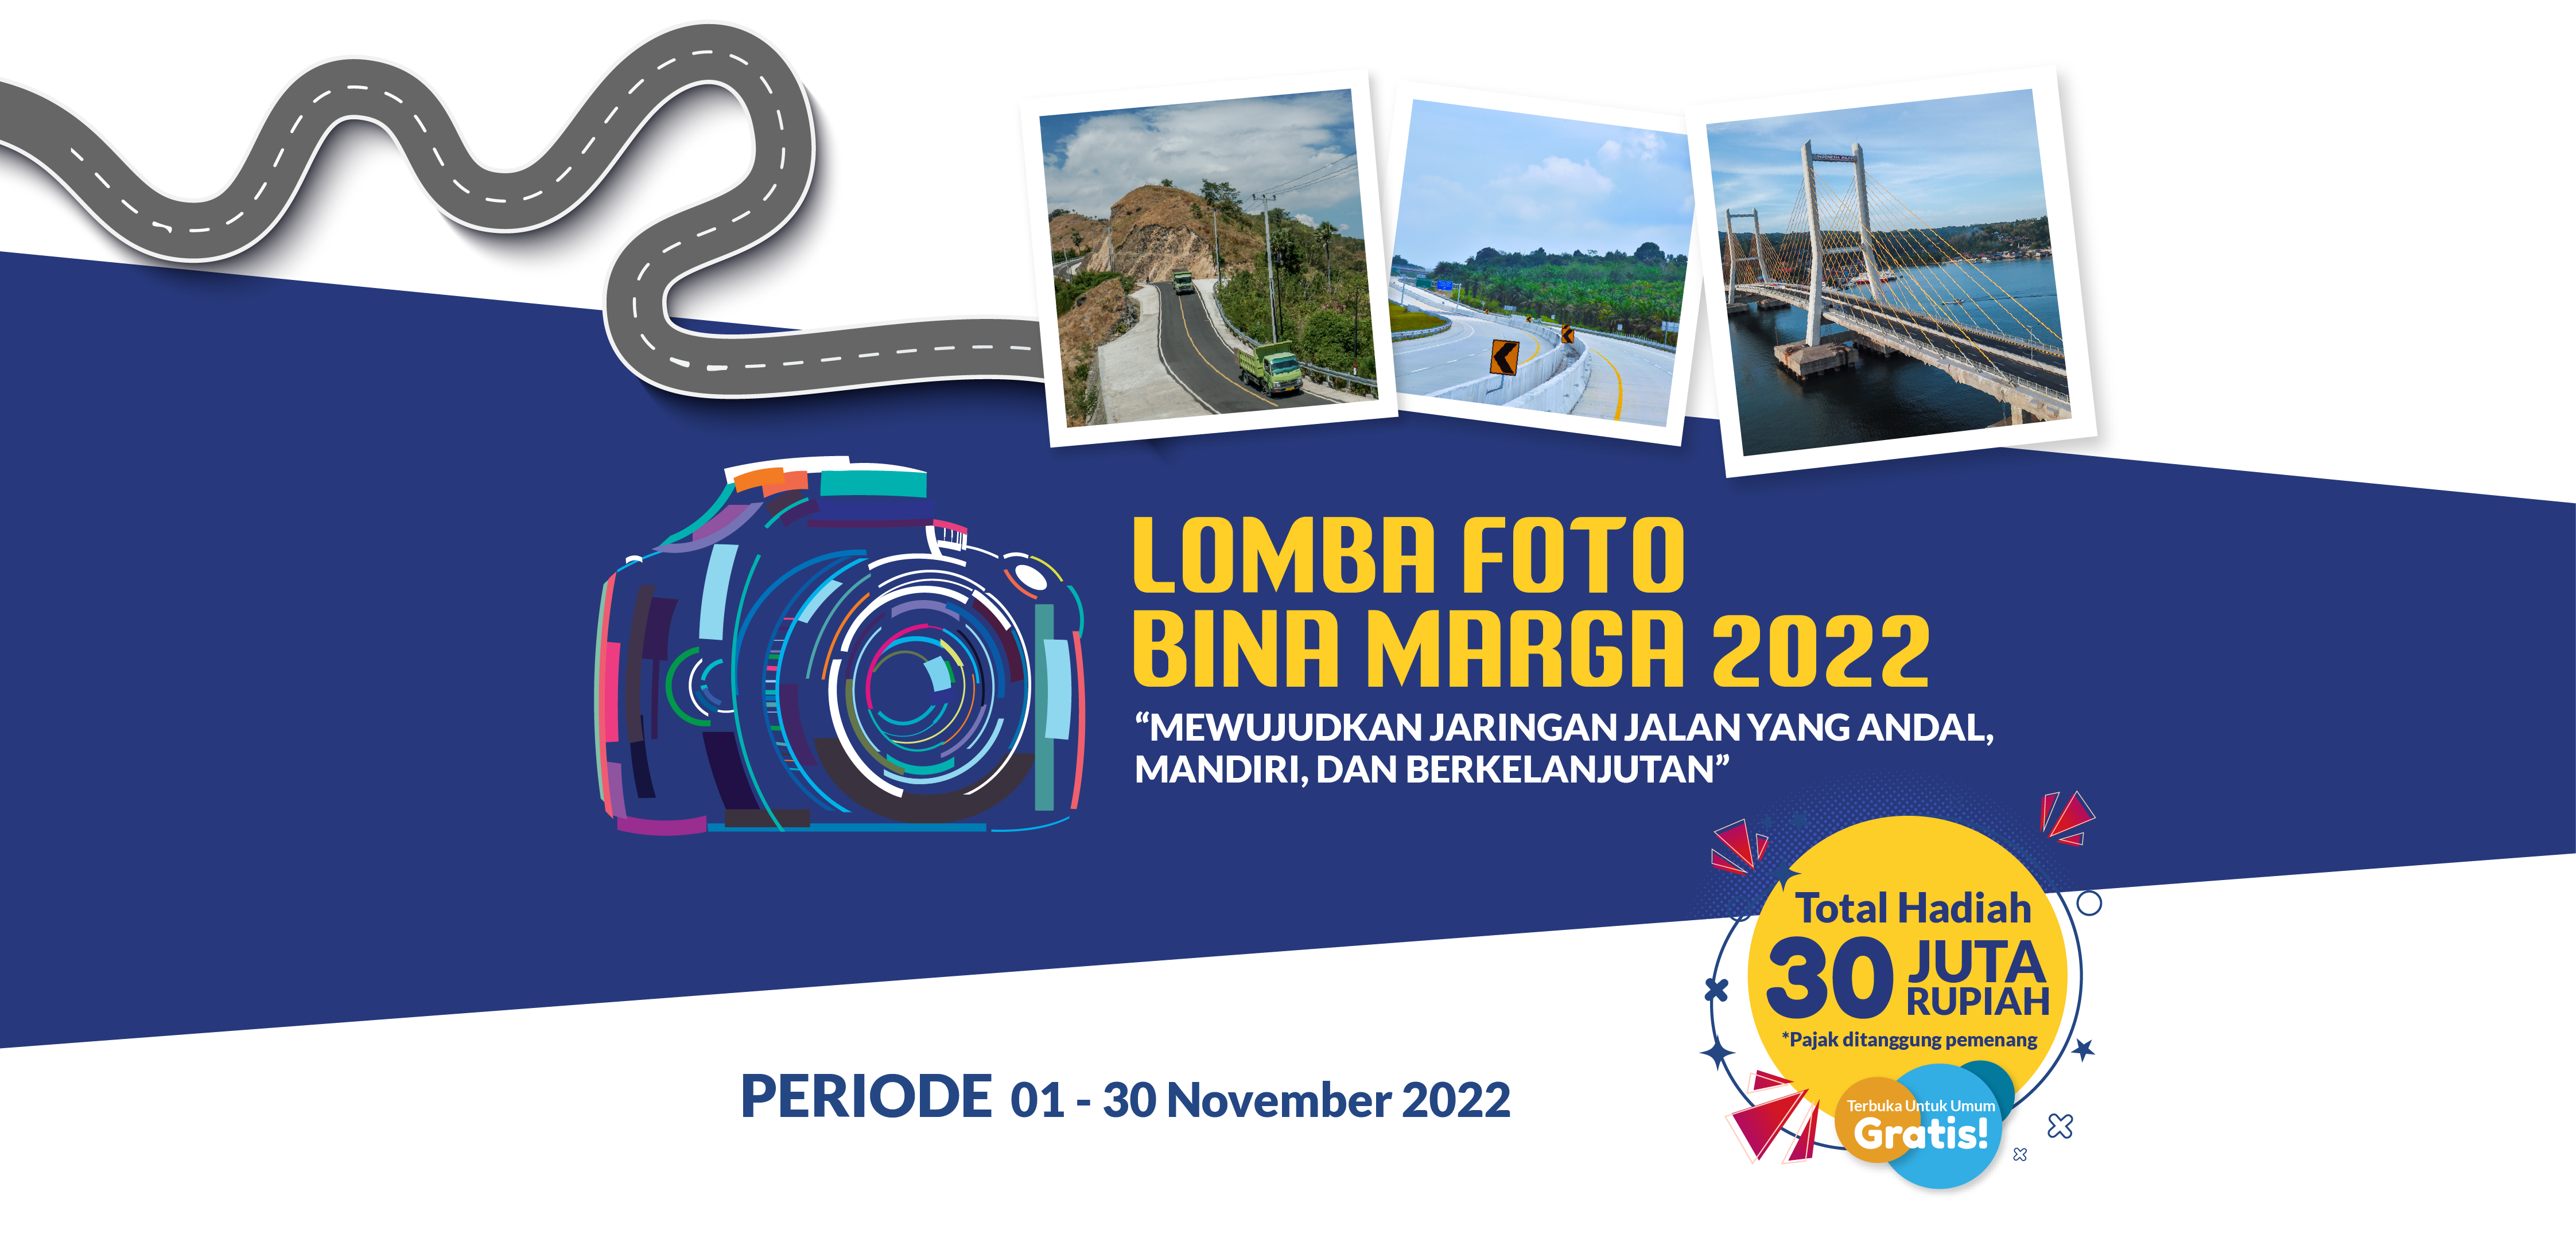 LOMBA FOTO
BINA MARGA 2022
“MEWUJUDKAN JARINGAN JALAN YANG ANDAL,
MANDIRI, DAN BERKELANJUTAN”
Total Hadiah
30 JUTA
RUPIAH
*Pajak ditanggung pemenang
Terbuka Untuk Umum
Gratis!
PERIODE 01 - 30 November 2022